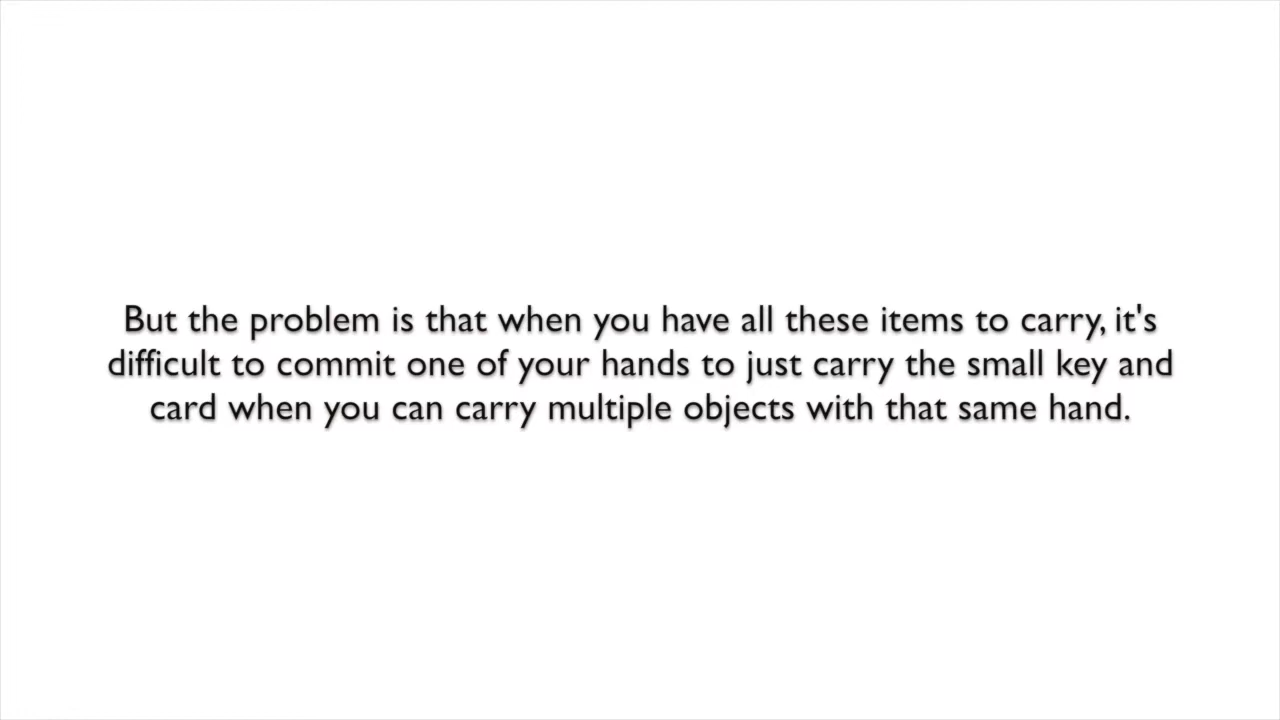 But the problem is that when you have all these items to carry, it's
difficult to commit one of your hands to just carry the small key and
card when you can carry multiple objects with that same hand.